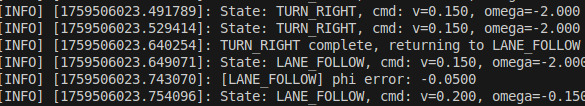 [INFO] [1759506023.491789]: State: TURN_RIGHT, cmd: v=0.150, omega=-2.000
[INFO] [1759506023.529414]: State: TURN_RIGHT, cmd: v=0.150, omega=-2.000
[INFO] [1759506023.640254]: TURN_RIGHT complete, returning to LANE_FOLLOW
[INFO] [1759506023.649071]: State: LANE_FOLLOW, cmd: v=0.150, omega=-2.000
[INFO] [1759506023.743070]: [LANE_FOLLOW] phi error: -0.0500
[INFO] [1759506023.754096]: State: LANE_FOLLOW, cmd: v=0.200, omega=-0.150